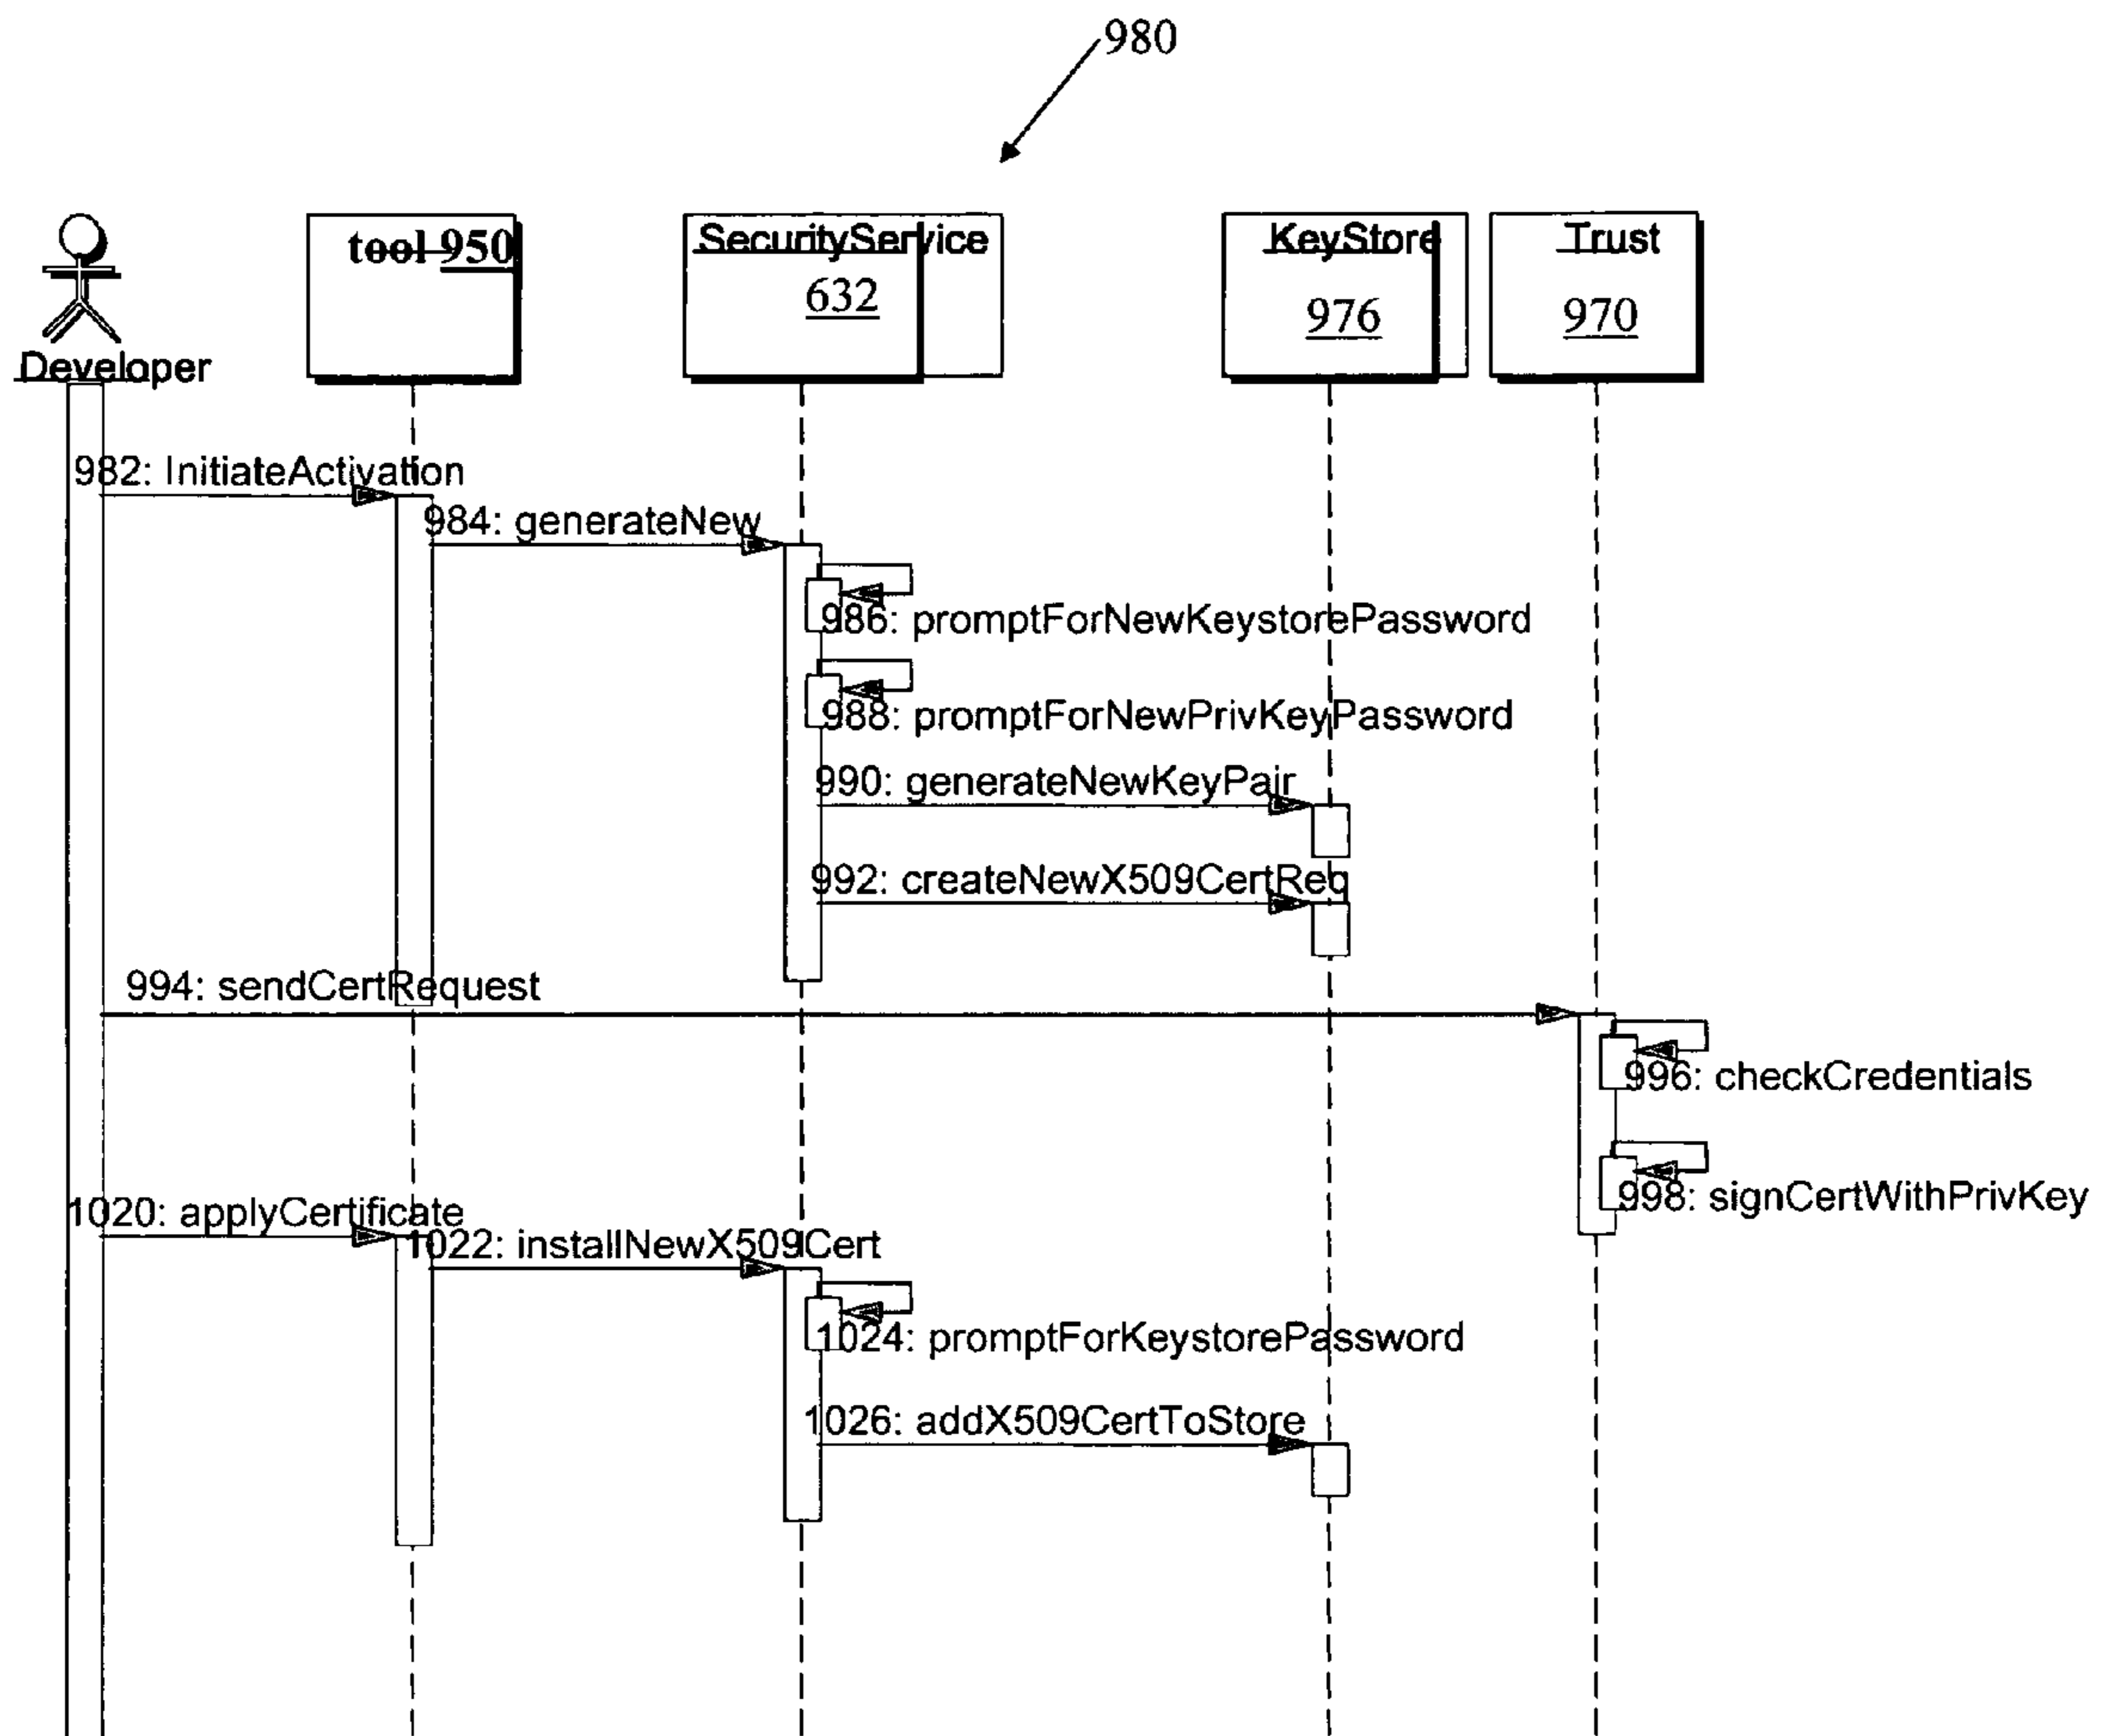 980
tool 950
SecurityService
632
KeyStore
976
Trust
970
Developer
982: InitiateActivation
984: generateNew
986: promptForNewKeystorePassword
988: promptForNewPrivKeyPassword
990: generateNewKeyPair
992: createNewX509CertReq
994: sendCertRequest
996: checkCredentials
998: signCertWithPrivKey
1020: applyCertificate
1022: installNewX509Cert
1024: promptForKeystorePassword
1026: addX509CertToStore